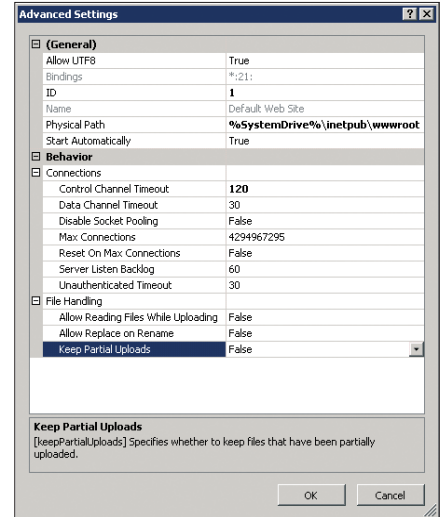 Advanced Settings
(General)
Allow UTF8 True
Bindings *:21:
ID 1
Name Default Web Site
Physical Path %SystemDrive%\inetpub\wwwroot
Start Automatically True
Behavior
Connections
Control Channel Timeout 120
Data Channel Timeout 30
Disable Socket Pooling False
Max Connections 4294967295
Reset On Max Connections False
Server Listen Backlog 60
Unauthenticated Timeout 30
File Handling
Allow Reading Files While Uploading False
Allow Replace on Rename False
Keep Partial Uploads False
Keep Partial Uploads
[keepPartialUploads] Specifies whether to keep files that have been partially
uploaded.
OK Cancel